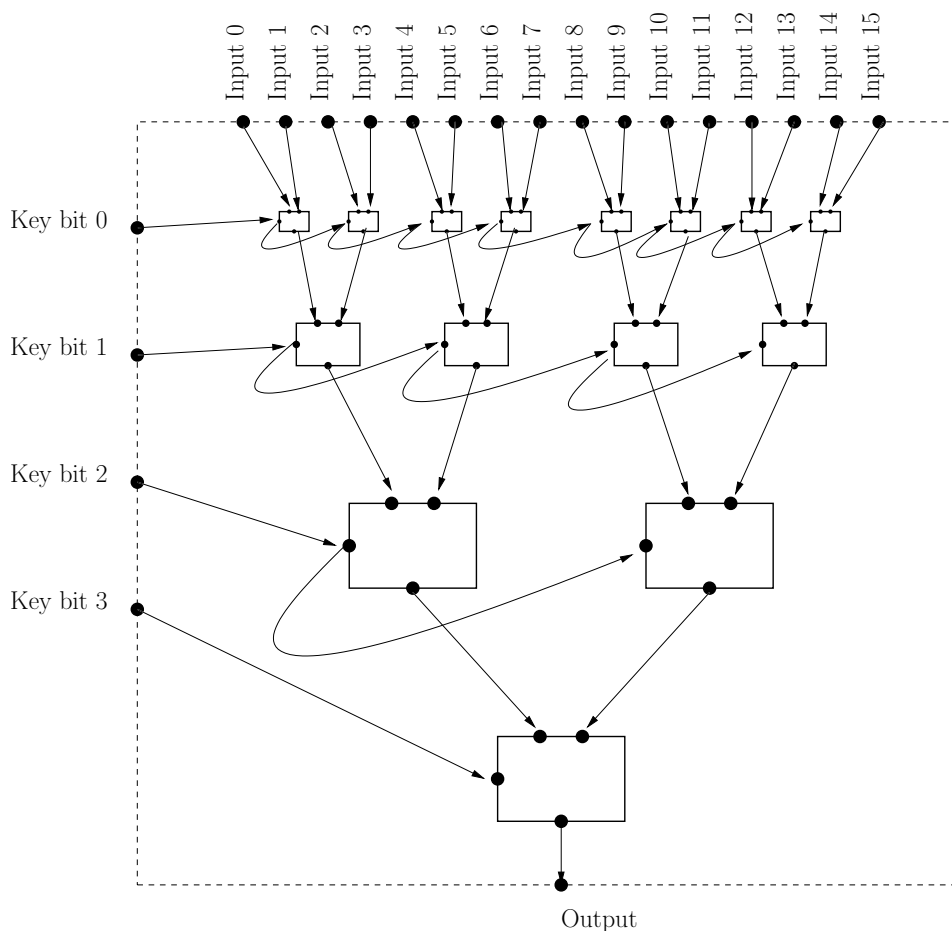 Input 0
Input 1
Input 2
Input 3
Input 4
Input 5
Input 6
Input 7
Input 8
Input 9
Input 10
Input 11
Input 12
Input 13
Input 14
Input 15
Key bit 0
Key bit 1
Key bit 2
Key bit 3
Output